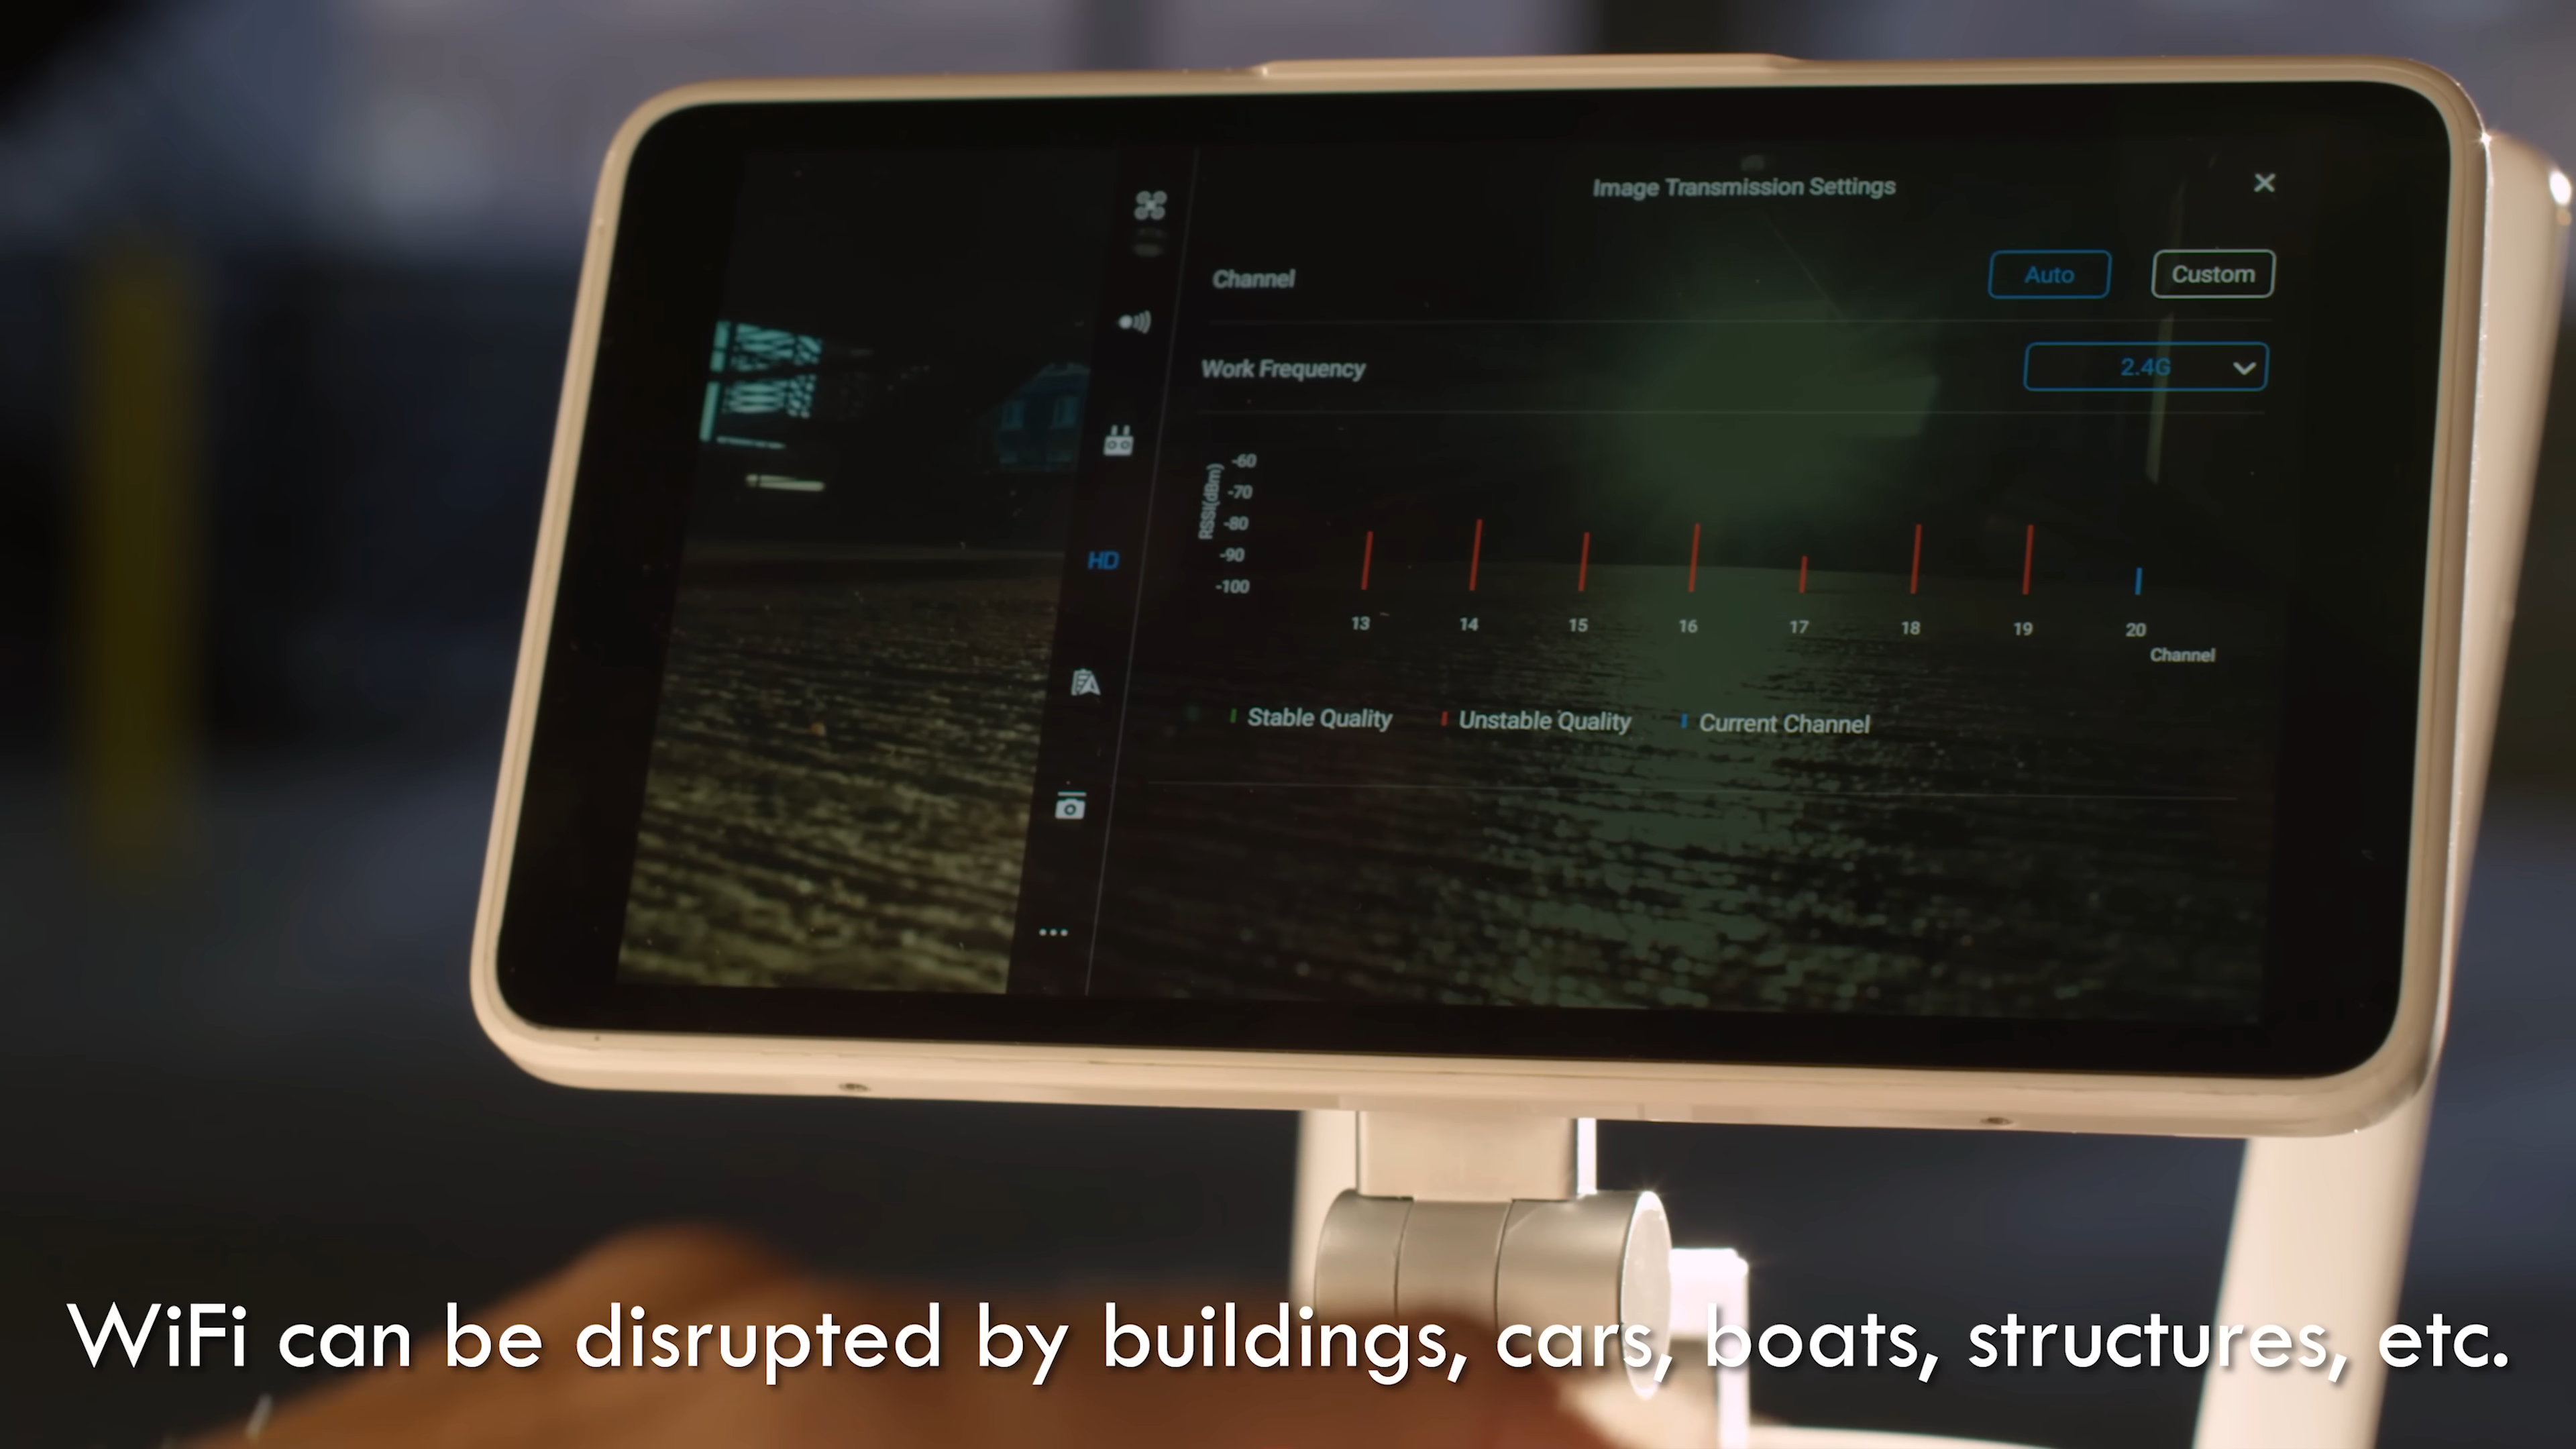 Image Transmission Settings
Channel
Auto
Custom
Work Frequency
2.4G
RSSI(dBm)
-60
-70
-80
-90
-100
13 14 15 16 17 18 19 20
Channel
Stable Quality Unstable Quality Current Channel
HD
WiFi can be disrupted by buildings, cars, boats, structures, etc.